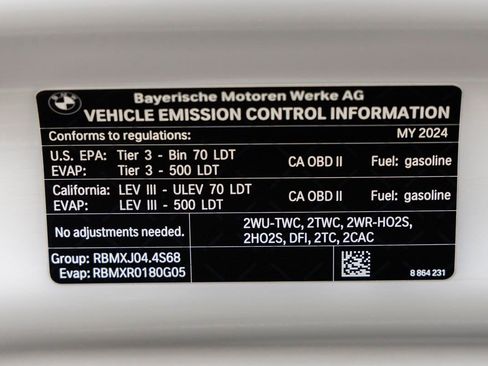 BMW
Bayerische Motoren Werke AG
VEHICLE EMISSION CONTROL INFORMATION
Conforms to regulations: MY 2024
U.S. EPA: Tier 3 - Bin 70 LDT CA OBD II Fuel: gasoline
EVAP: Tier 3 - 500 LDT
California: LEV III - ULEV 70 LDT CA OBD II Fuel: gasoline
EVAP: LEV III - 500 LDT
No adjustments needed.
2WU-TWC, 2TWC, 2WR-HO2S,
2HO2S, DFI, 2TC, 2CAC
Group: RBMXJ04.4S68
Evap: RBMXR0180G05
8 864 231